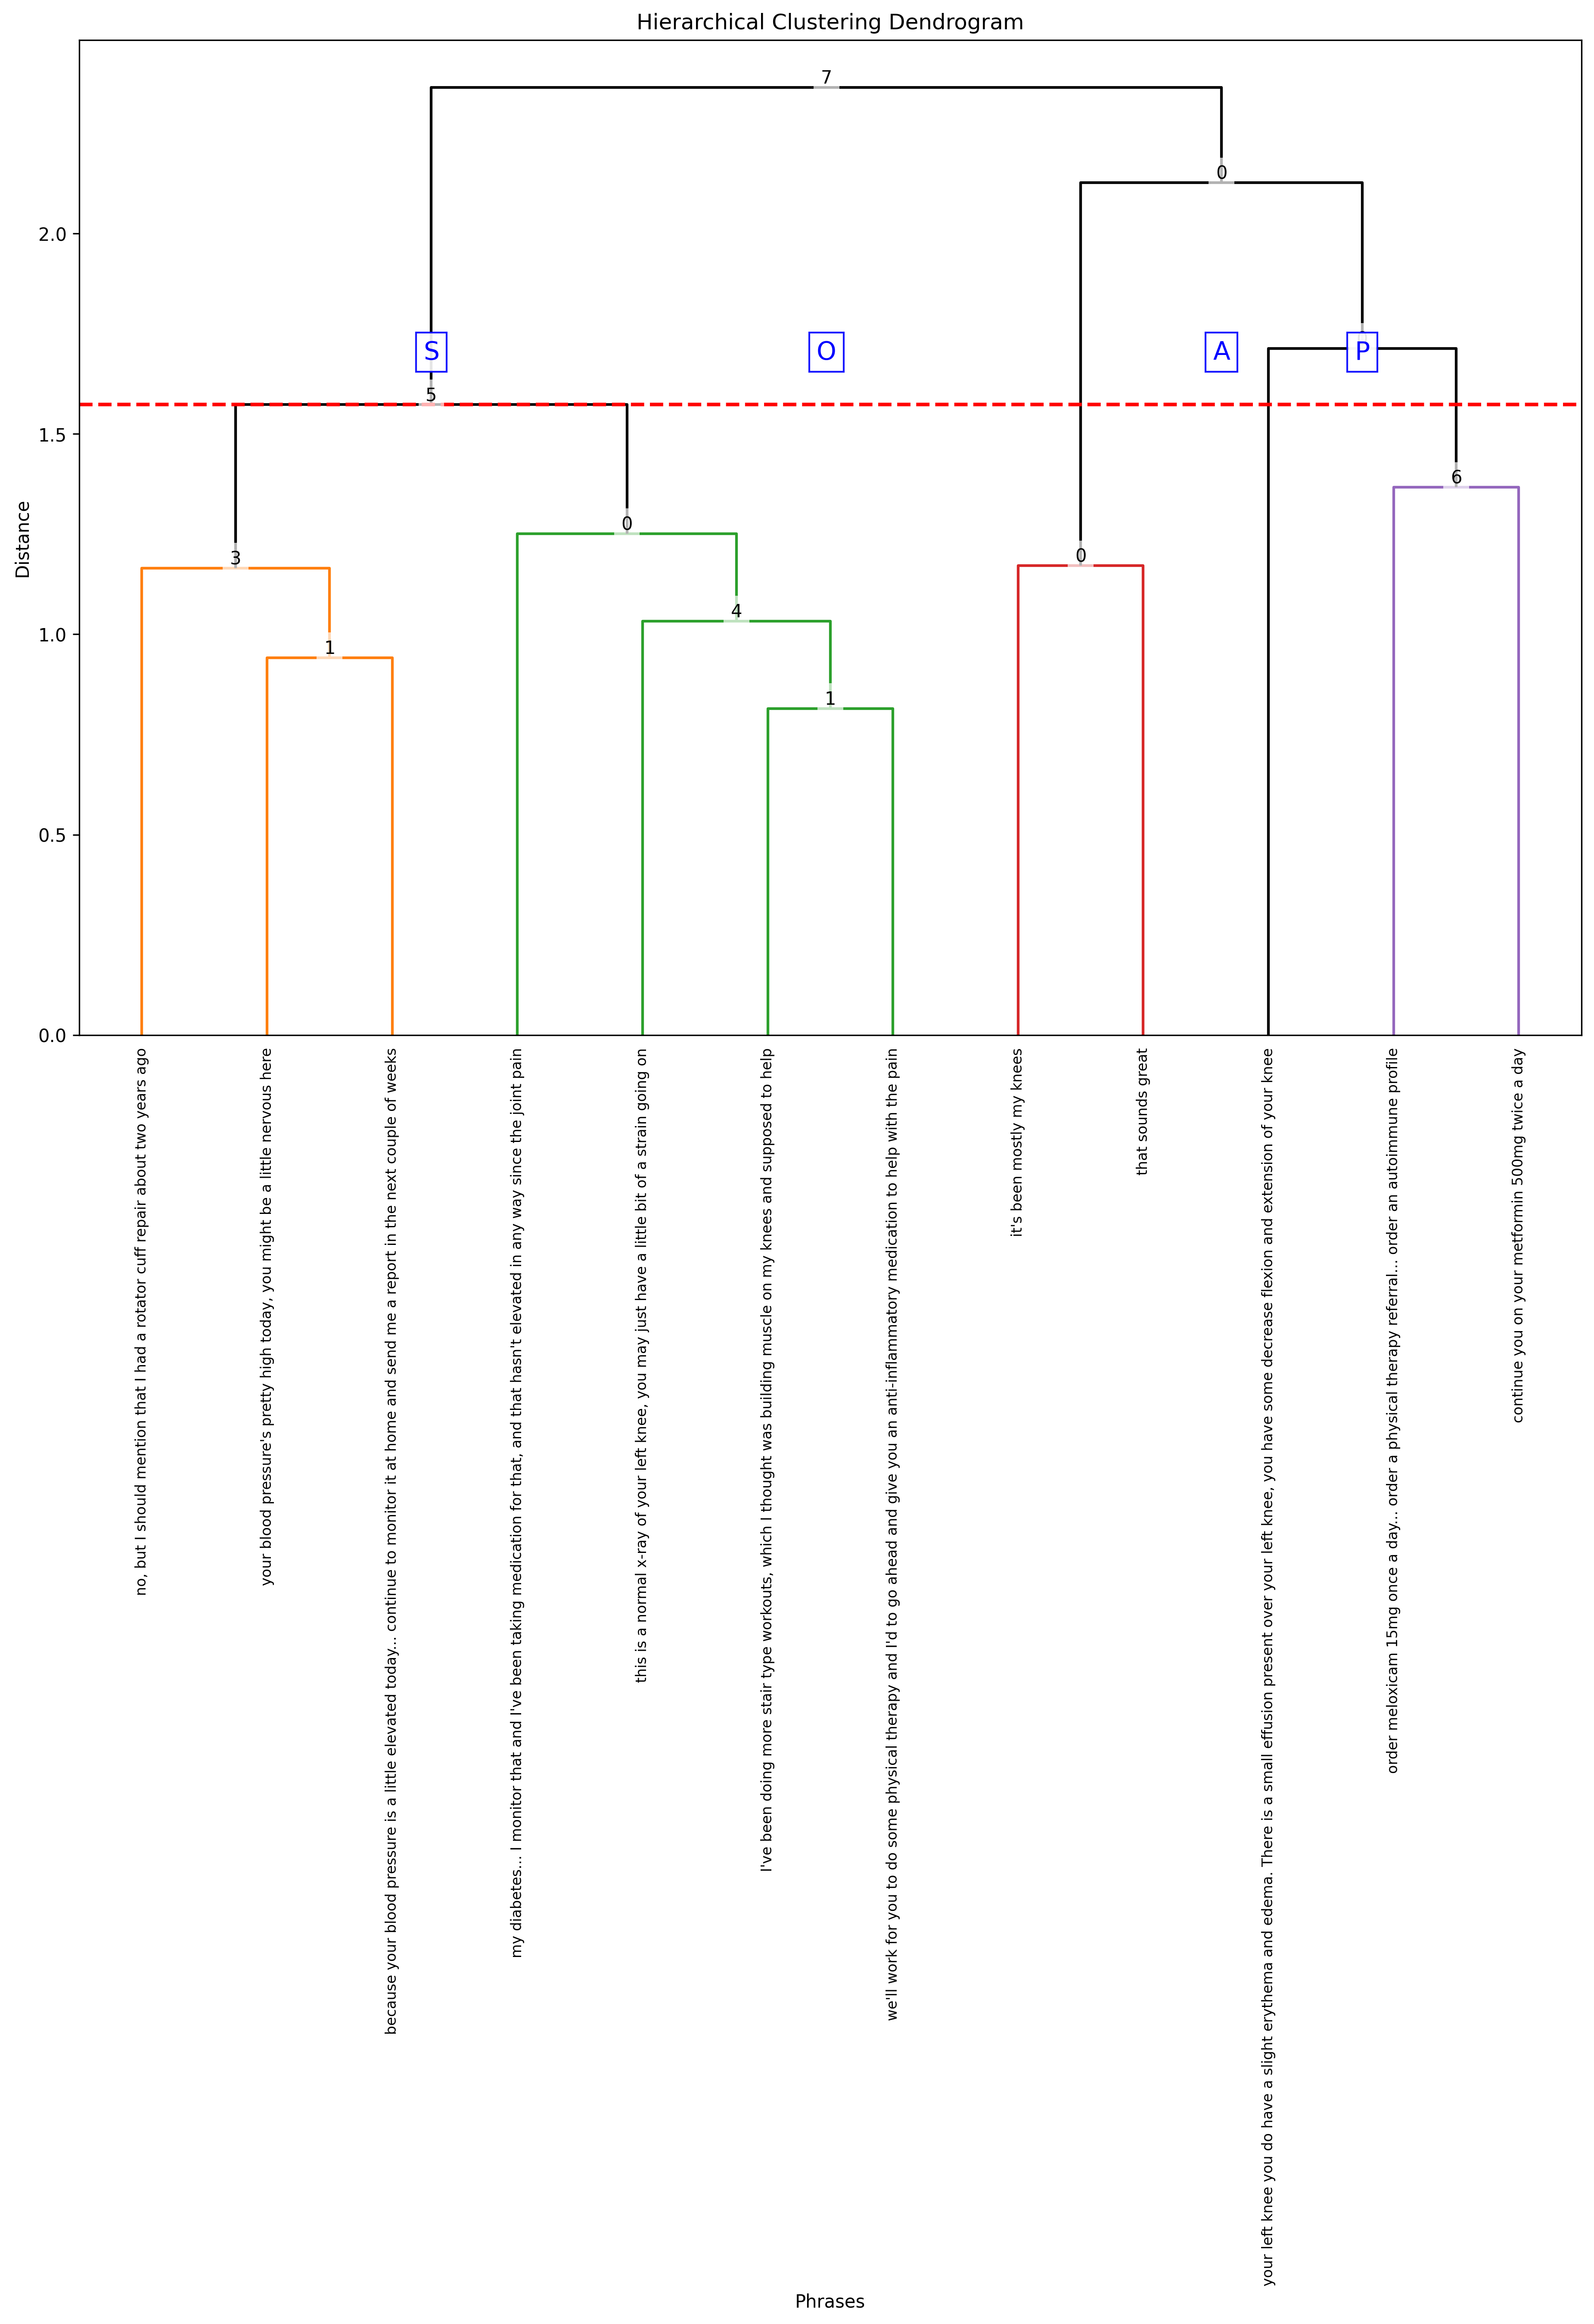 Hierarchical Clustering Dendrogram
7
0
2.0
S
O
A
P
5
1.5
6
0
3
0
Distance
4
1.0
1
1
0.5
0.0
no, but I should mention that I had a rotator cuff repair about two years ago
your blood pressure's pretty high today, you might be a little nervous here
because your blood pressure is a little elevated today... continue to monitor it at home and send me a report in the next couple of weeks
my diabetes... I monitor that and I've been taking medication for that, and that hasn't elevated in any way since the joint pain
this is a normal x-ray of your left knee, you may just have a little bit of a strain going on
I've been doing more stair type workouts, which I thought was building muscle on my knees and supposed to help
we'll work for you to do some physical therapy and I'd to go ahead and give you an anti-inflammatory medication to help with the pain
it's been mostly my knees
that sounds great
your left knee you do have a slight erythema and edema. There is a small effusion present over your left knee, you have some decrease flexion and extension of your knee
order meloxicam 15mg once a day... order a physical therapy referral... order an autoimmune profile
continue you on your metformin 500mg twice a day
Phrases